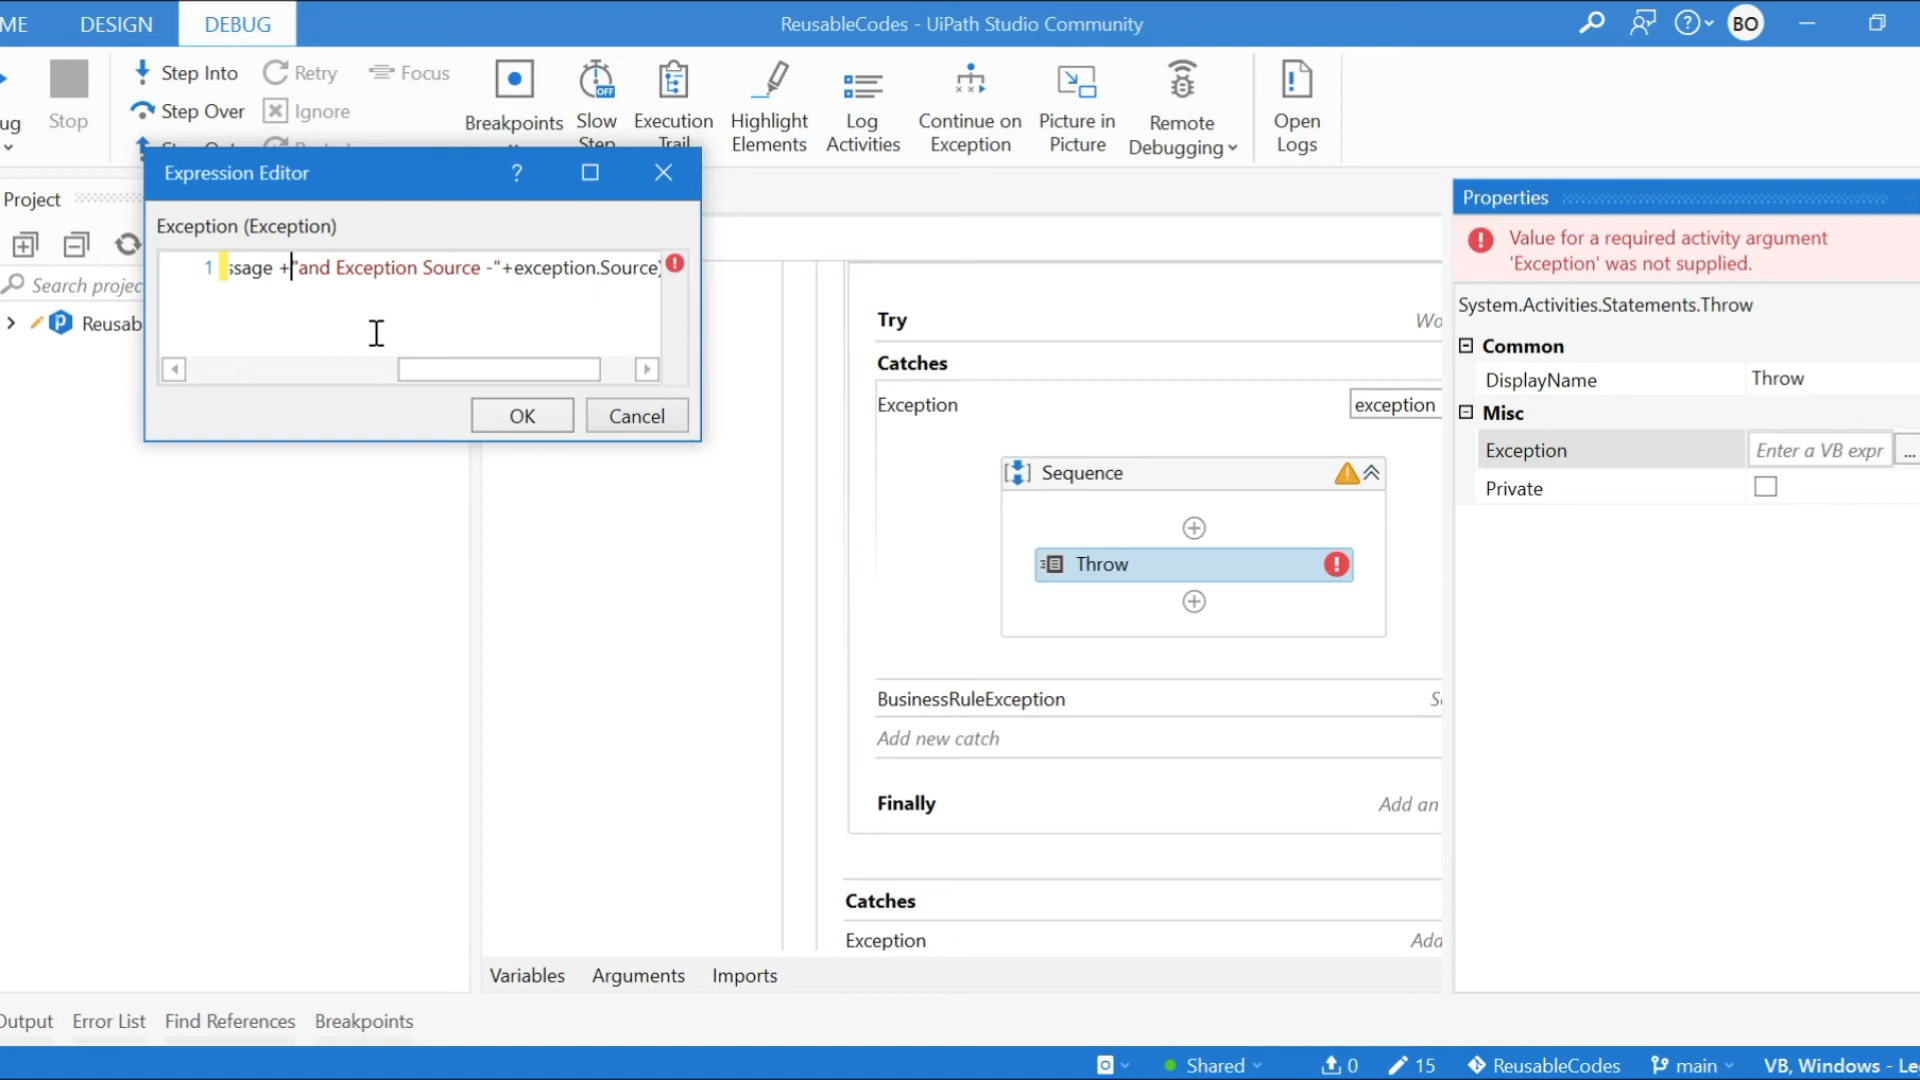 ME DESIGN DEBUG ReusableCodes - UiPath Studio Community BO
Step Into Retry Focus
Step Over Ignore
ug Stop
Breakpoints
Slow
Step
Execution
Trail
Highlight
Elements
Log
Activities
Continue on
Exception
Picture in
Picture
Remote
Debugging
Open
Logs
OFF
Project
Search projec
Reusab
Expression Editor ?
Exception (Exception)
1 ssage +"and Exception Source -"+exception.Source)
OK Cancel
Try Wo
Catches
Exception exception
Sequence
Throw
BusinessRuleException
Add new catch
Finally Add an
Catches
Exception Add
Variables Arguments Imports
Properties
Value for a required activity argument
'Exception' was not supplied.
System.Activities.Statements.Throw
Common
DisplayName Throw
Misc
Exception Enter a VB expr ...
Private
Output Error List Find References Breakpoints
Shared 0 15 ReusableCodes main VB, Windows - Le